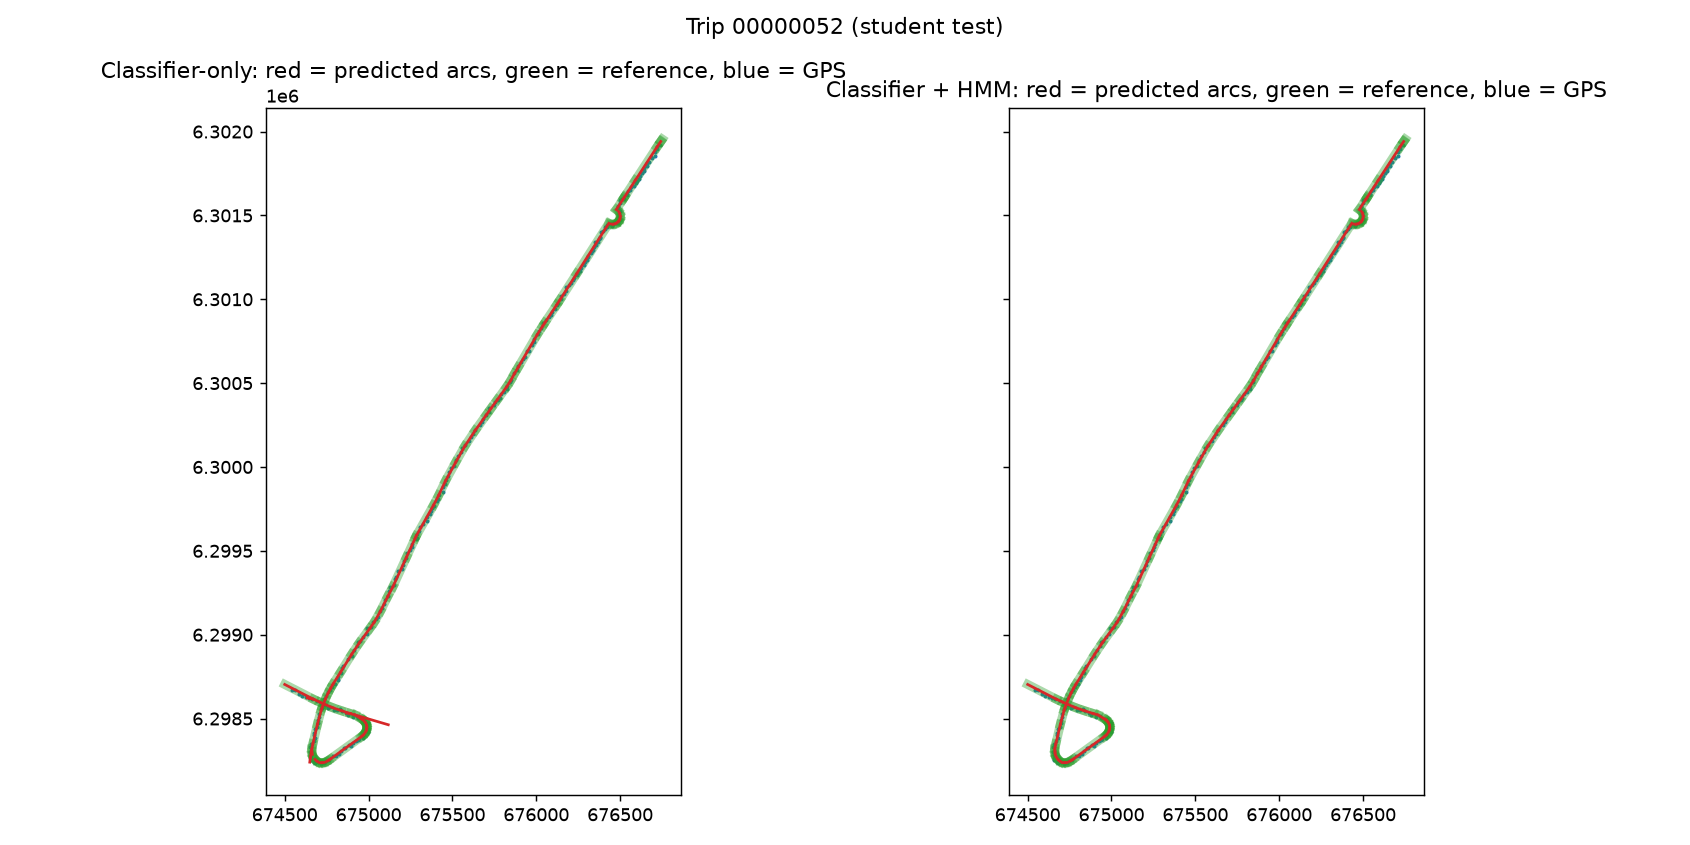 Trip 00000052 (student test)
Classifier-only: red = predicted arcs, green = reference, blue = GPS
Classifier + HMM: red = predicted arcs, green = reference, blue = GPS
1e6
6.3020
6.3015
6.3010
6.3005
6.3000
6.2995
6.2990
6.2985
674500 675000 675500 676000 676500
674500 675000 675500 676000 676500